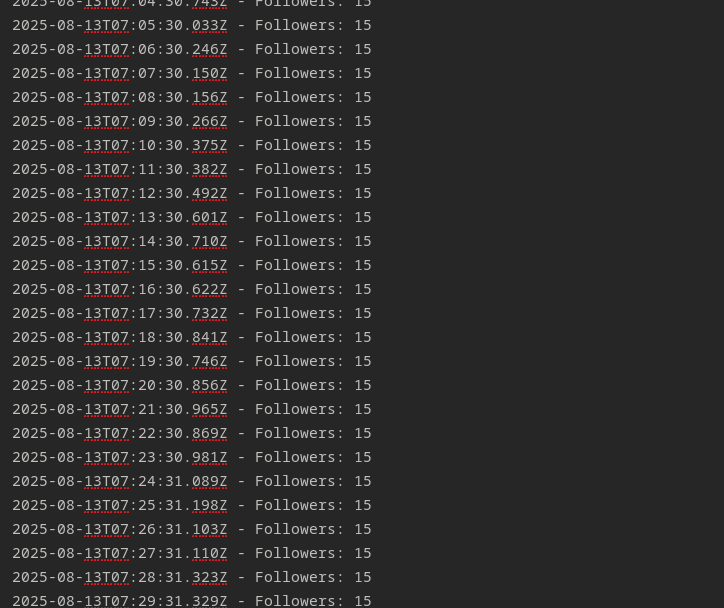 2025-08-13T07:04:30.743Z - Followers: 15
2025-08-13T07:05:30.033Z - Followers: 15
2025-08-13T07:06:30.246Z - Followers: 15
2025-08-13T07:07:30.150Z - Followers: 15
2025-08-13T07:08:30.156Z - Followers: 15
2025-08-13T07:09:30.266Z - Followers: 15
2025-08-13T07:10:30.375Z - Followers: 15
2025-08-13T07:11:30.382Z - Followers: 15
2025-08-13T07:12:30.492Z - Followers: 15
2025-08-13T07:13:30.601Z - Followers: 15
2025-08-13T07:14:30.710Z - Followers: 15
2025-08-13T07:15:30.615Z - Followers: 15
2025-08-13T07:16:30.622Z - Followers: 15
2025-08-13T07:17:30.732Z - Followers: 15
2025-08-13T07:18:30.841Z - Followers: 15
2025-08-13T07:19:30.746Z - Followers: 15
2025-08-13T07:20:30.856Z - Followers: 15
2025-08-13T07:21:30.965Z - Followers: 15
2025-08-13T07:22:30.869Z - Followers: 15
2025-08-13T07:23:30.981Z - Followers: 15
2025-08-13T07:24:31.089Z - Followers: 15
2025-08-13T07:25:31.198Z - Followers: 15
2025-08-13T07:26:31.103Z - Followers: 15
2025-08-13T07:27:31.110Z - Followers: 15
2025-08-13T07:28:31.323Z - Followers: 15
2025-08-13T07:29:31.329Z - Followers: 15